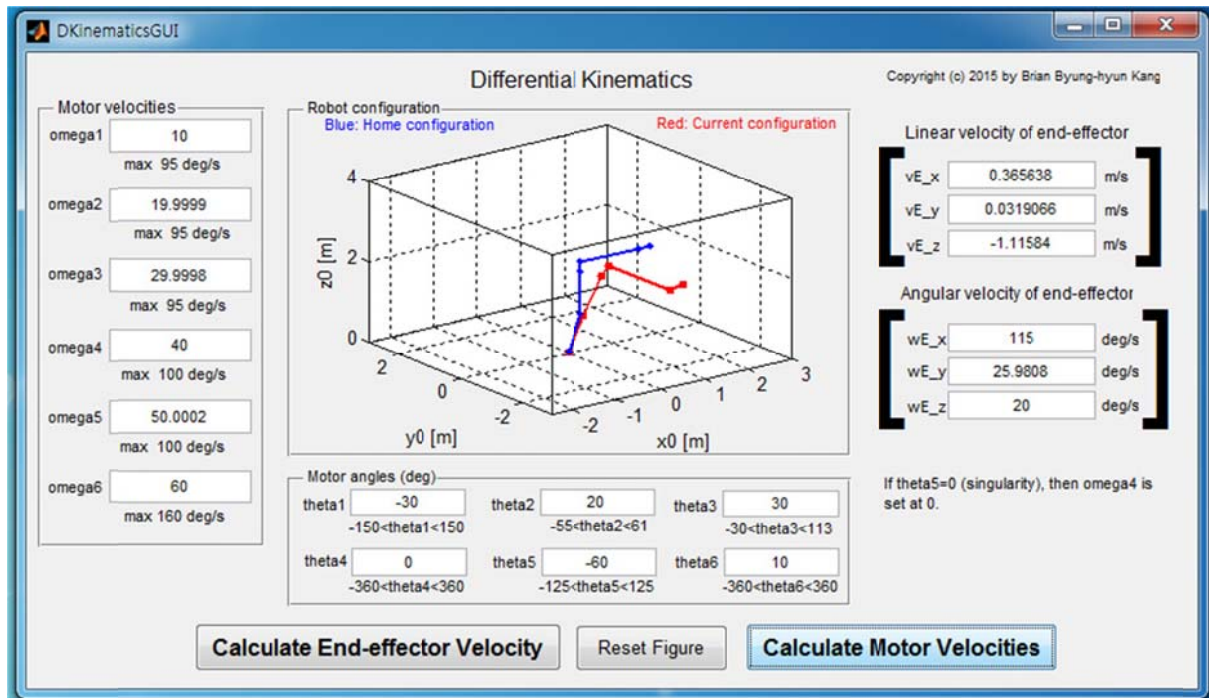 DKinematicsGUI
Differential Kinematics
Copyright (c) 2015 by Brian Byung-hyun Kang
Motor velocities
omega1 10
max 95 deg/s
omega2 19.9999
max 95 deg/s
omega3 29.9998
max 95 deg/s
omega4 40
max 100 deg/s
omega5 50.0002
max 100 deg/s
omega6 60
max 160 deg/s
Robot configuration
Blue: Home configuration Red: Current configuration
z0 [m]
4
2
0
y0 [m]
2
0
-2
x0 [m]
-2
-1
0
1
2
3
Motor angles (deg)
theta1 -30 theta2 20 theta3 30
-150<theta1<150 -55<theta2<61 -30<theta3<113
theta4 0 theta5 -60 theta6 10
-360<theta4<360 -125<theta5<125 -360<theta6<360
Linear velocity of end-effector
vE_x 0.365638 m/s
vE_y 0.0319066 m/s
vE_z -1.11584 m/s
Angular velocity of end-effector
wE_x 115 deg/s
wE_y 25.9808 deg/s
wE_z 20 deg/s
If theta5=0 (singularity), then omega4 is
set at 0.
Calculate End-effector Velocity Reset Figure Calculate Motor Velocities